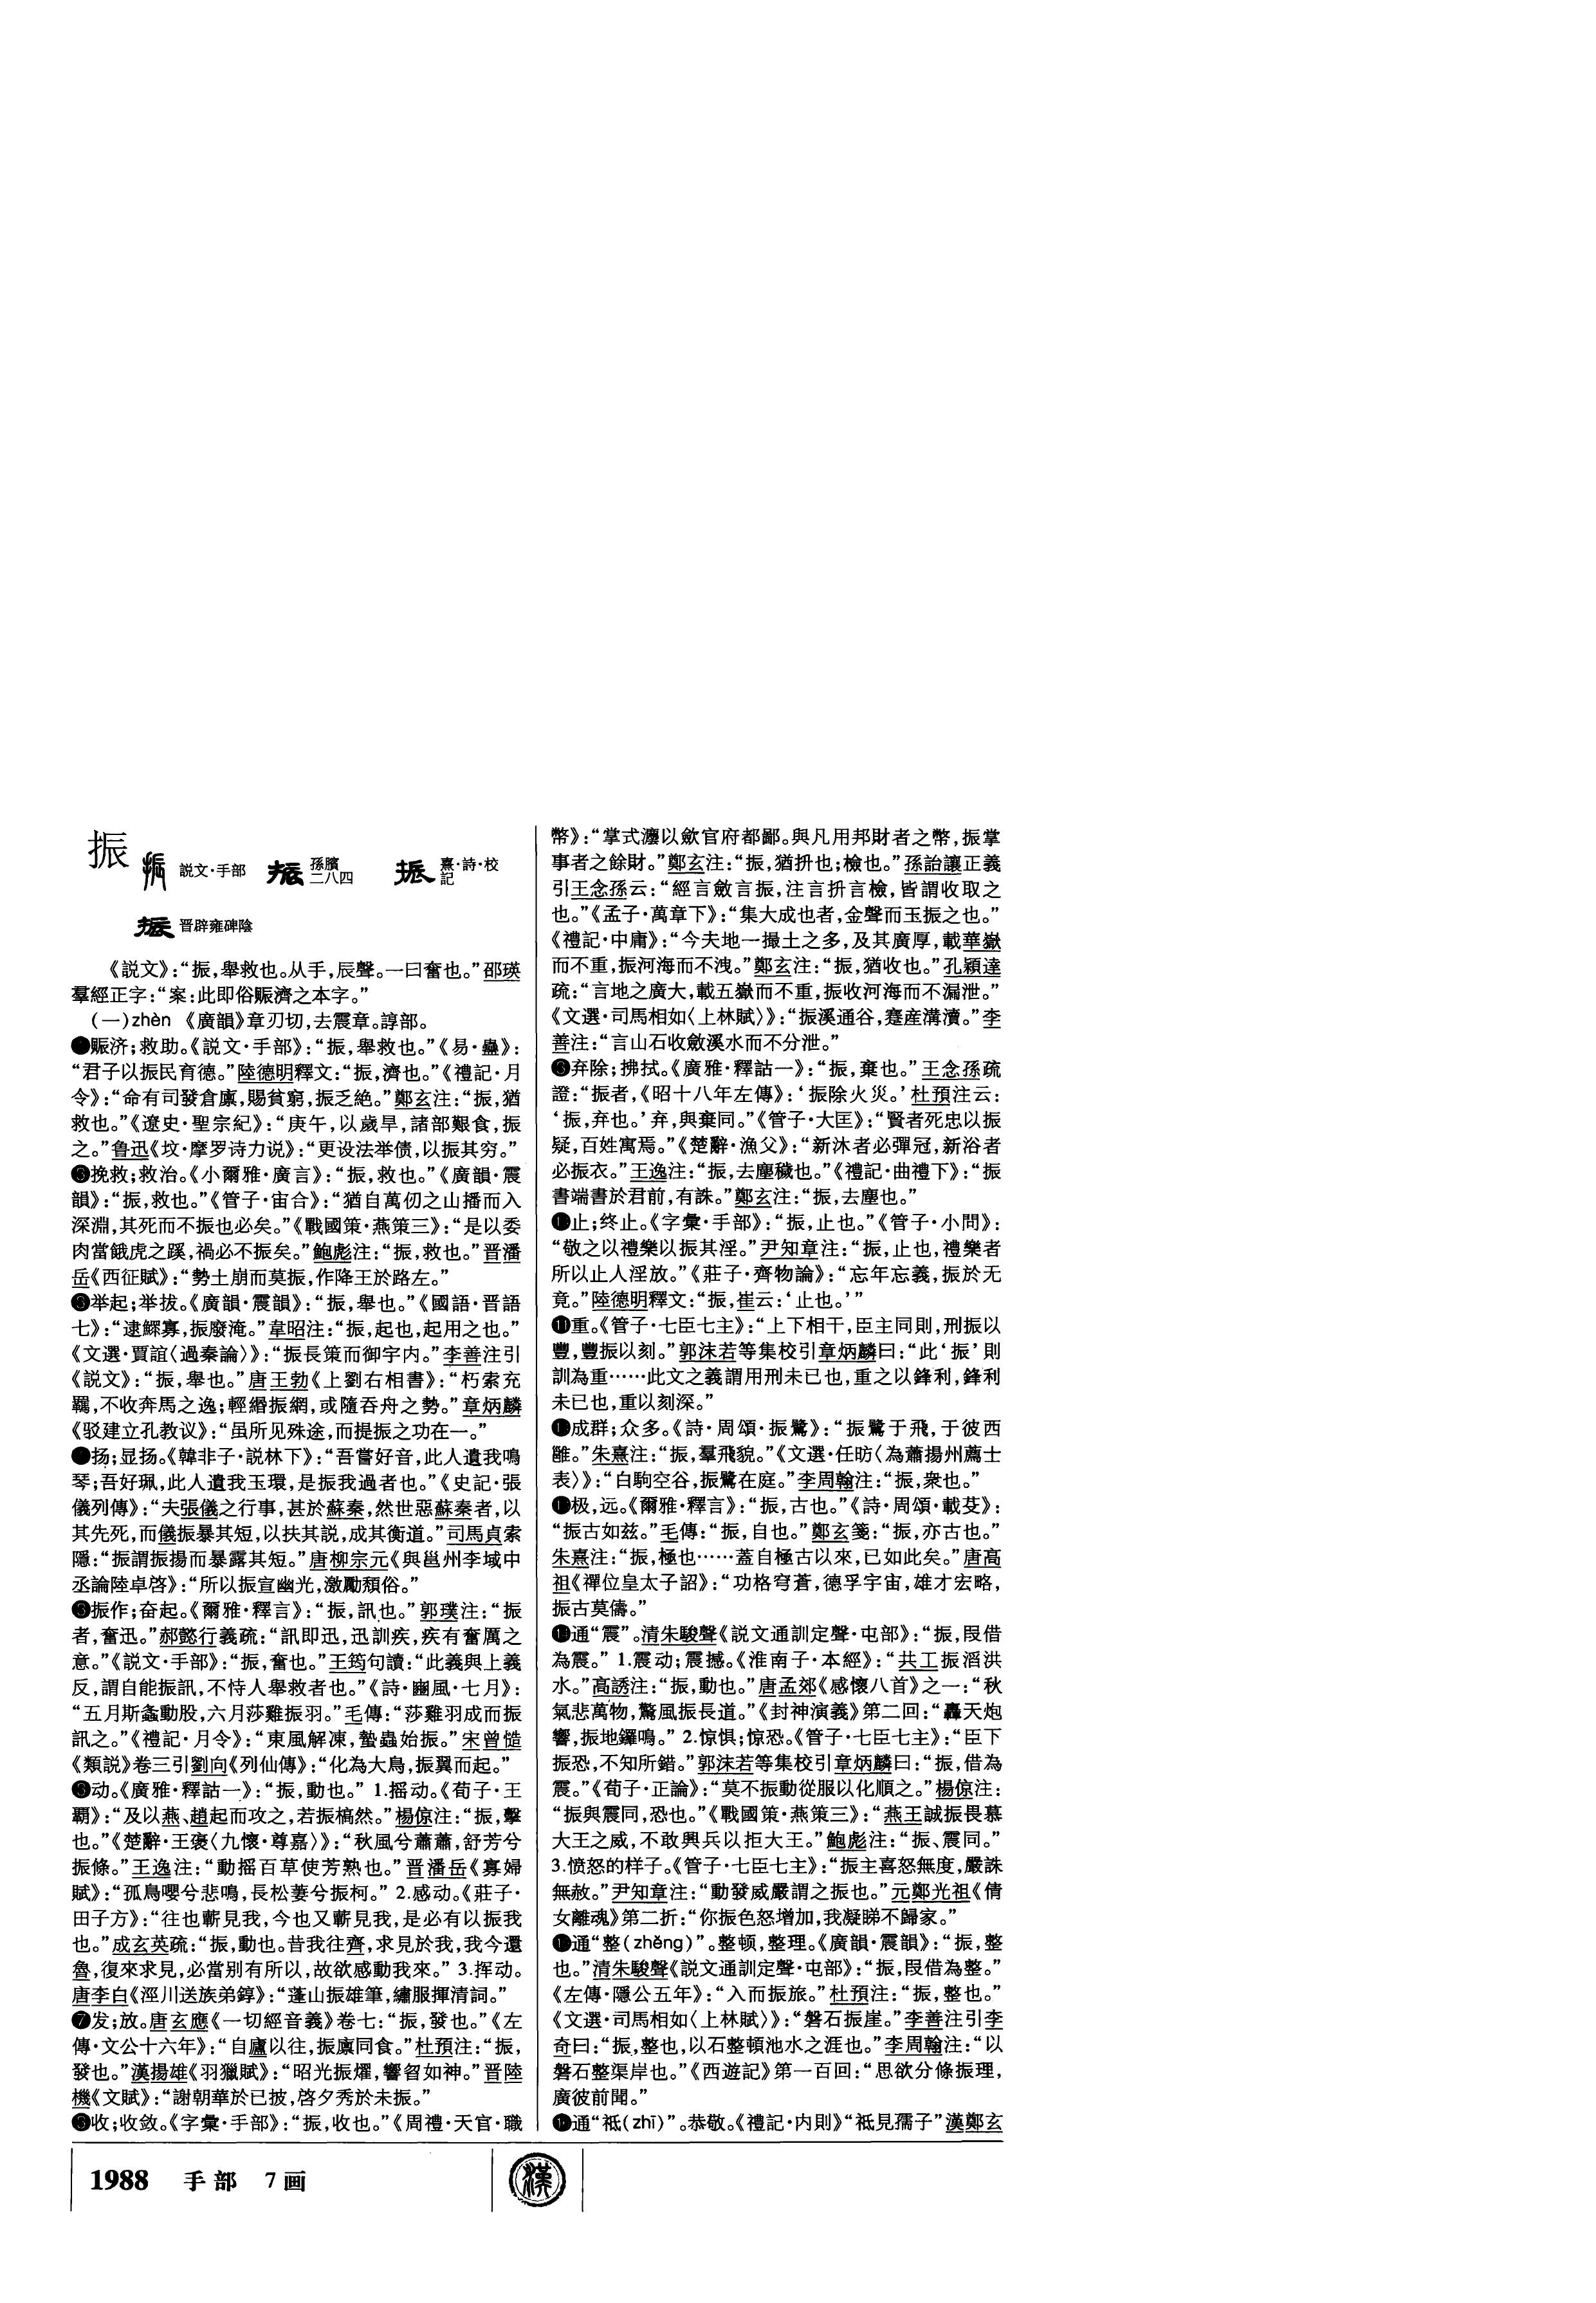 振
説文·手部
孫臏
二八四
熹·詩·校
記
晋辟雍碑陰
《説文》：“振，舉救也。从手，辰聲。一曰奮也。”邵瑛
羣經正字：“案：此即俗賑濟之本字。”
（一）zhèn 《廣韻》章刃切，去震章。諄部。
❶赈济；救助。《説文·手部》：“振，舉救也。”《易·蠱》：
“君子以振民育德。”陸德明釋文：“振，濟也。”《禮記·月
令》：“命有司發倉廩，賜貧窮，振乏絶。”鄭玄注：“振，猶
救也。”《遼史·聖宗紀》：“庚午，以歲旱，諸部艱食，振
之。”鲁迅《坟·摩罗诗力说》：“更设法举债，以振其穷。”
❷挽救；救治。《小爾雅·廣言》：“振，救也。”《廣韻·震
韻》：“振，救也。”《管子·宙合》：“猶自萬仞之山播而入
深淵，其死而不振也必矣。”《戰國策·燕策三》：“是以委
肉當餓虎之蹊，禍必不振矣。”鮑彪注：“振，救也。”晋潘
岳《西征賦》：“勢土崩而莫振，作降王於路左。”
❸举起；举拔。《廣韻·震韻》：“振，舉也。”《國語·晋語
七》：“逮鰥寡，振廢淹。”韋昭注：“振，起也，起用之也。”
《文選·賈誼〈過秦論〉》：“振長策而御宇内。”李善注引
《説文》：“振，舉也。”唐王勃《上劉右相書》：“朽索充
羈，不收奔馬之逸；輕緡振網，或隨吞舟之勢。”章炳麟
《驳建立孔教议》：“虽所见殊途，而提振之功在一。”
❹扬；显扬。《韓非子·説林下》：“吾嘗好音，此人遺我鳴
琴；吾好珮，此人遺我玉環，是振我過者也。”《史記·張
儀列傳》：“夫張儀之行事，甚於蘇秦，然世惡蘇秦者，以
其先死，而儀振暴其短，以扶其説，成其衡道。”司馬貞索
隱：“振謂振揚而暴露其短。”唐柳宗元《與邕州李域中
丞論陸卓啓》：“所以振宣幽光，激勵頹俗。”
❺振作；奋起。《爾雅·釋言》：“振，訊也。”郭璞注：“振
者，奮迅。”郝懿行義疏：“訊即迅，迅訓疾，疾有奮厲之
意。”《説文·手部》：“振，奮也。”王筠句讀：“此義與上義
反，謂自能振訊，不恃人舉救者也。”《詩·豳風·七月》：
“五月斯螽動股，六月莎雞振羽。”毛傳：“莎雞羽成而振
訊之。”《禮記·月令》：“東風解凍，蟄蟲始振。”宋曾慥
《類説》卷三引劉向《列仙傳》：“化為大鳥，振翼而起。”
❻动。《廣雅·釋詁一》：“振，動也。” 1.摇动。《荀子·王
霸》：“及以燕、趙起而攻之，若振槁然。”楊倞注：“振，擊
也。”《楚辭·王褒〈九懷·尊嘉〉》：“秋風兮蕭蕭，舒芳兮
振條。”王逸注：“動摇百草使芳熟也。”晋潘岳《寡婦
賦》：“孤鳥嚶兮悲鳴，長松萋兮振柯。” 2.感动。《莊子·
田子方》：“往也蘄見我，今也又蘄見我，是必有以振我
也。”成玄英疏：“振，動也。昔我往齊，求見於我，我今還
魯，復來求見，必當别有所以，故欲感動我來。” 3.挥动。
唐李白《涇川送族弟錞》：“蓬山振雄筆，繡服揮清詞。”
❼发；放。唐玄應《一切經音義》卷七：“振，發也。”《左
傳·文公十六年》：“自廬以往，振廩同食。”杜預注：“振，
發也。”漢揚雄《羽獵賦》：“昭光振燿，響曶如神。”晋陸
機《文賦》：“謝朝華於已披，啓夕秀於未振。”
❽收；收敛。《字彙·手部》：“振，收也。”《周禮·天官·職
幣》：“掌式灋以斂官府都鄙。與凡用邦財者之幣，振掌
事者之餘財。”鄭玄注：“振，猶抍也；檢也。”孫詒讓正義
引王念孫云：“經言斂言振，注言抍言檢，皆謂收取之
也。”《孟子·萬章下》：“集大成也者，金聲而玉振之也。”
《禮記·中庸》：“今夫地一撮土之多，及其廣厚，載華嶽
而不重，振河海而不洩。”鄭玄注：“振，猶收也。”孔穎達
疏：“言地之廣大，載五嶽而不重，振收河海而不漏泄。”
《文選·司馬相如〈上林賦〉》：“振溪通谷，蹇産溝瀆。”李
善注：“言山石收斂溪水而不分泄。”
❾弃除；拂拭。《廣雅·釋詁一》：“振，棄也。”王念孫疏
證：“振者，《昭十八年左傳》：‘振除火災。’杜預注云：
‘振，弃也。’弃，與棄同。”《管子·大匡》：“賢者死忠以振
疑，百姓寓焉。”《楚辭·漁父》：“新沐者必彈冠，新浴者
必振衣。”王逸注：“振，去塵穢也。”《禮記·曲禮下》：“振
書端書於君前，有誅。”鄭玄注：“振，去塵也。”
❿止；终止。《字彙·手部》：“振，止也。”《管子·小問》：
“敬之以禮樂以振其淫。”尹知章注：“振，止也，禮樂者
所以止人淫放。”《莊子·齊物論》：“忘年忘義，振於无
竟。”陸德明釋文：“振，崔云：‘止也。’”
⓫重。《管子·七臣七主》：“上下相干，臣主同則，刑振以
豐，豐振以刻。”郭沫若等集校引章炳麟曰：“此‘振’則
訓為重……此文之義謂用刑未已也，重之以鋒利，鋒利
未已也，重以刻深。”
⓬成群；众多。《詩·周頌·振鷺》：“振鷺于飛，于彼西
雝。”朱熹注：“振，羣飛貌。”《文選·任昉〈為蕭揚州薦士
表〉》：“白駒空谷，振鷺在庭。”李周翰注：“振，衆也。”
⓭极，远。《爾雅·釋言》：“振，古也。”《詩·周頌·載芟》：
“振古如兹。”毛傳：“振，自也。”鄭玄箋：“振，亦古也。”
朱熹注：“振，極也……蓋自極古以來，已如此矣。”唐高
祖《禪位皇太子詔》：“功格穹蒼，德孚宇宙，雄才宏略，
振古莫儔。”
⓮通“震”。清朱駿聲《説文通訓定聲·屯部》：“振，叚借
為震。” 1.震动；震撼。《淮南子·本經》：“共工振滔洪
水。”高誘注：“振，動也。”唐孟郊《感懷八首》之一：“秋
氣悲萬物，驚風振長道。”《封神演義》第二回：“轟天炮
響，振地鑼鳴。” 2.惊惧；惊恐。《管子·七臣七主》：“臣下
振恐，不知所錯。”郭沫若等集校引章炳麟曰：“振，借為
震。”《荀子·正論》：“莫不振動從服以化順之。”楊倞注：
“振與震同，恐也。”《戰國策·燕策三》：“燕王誠振畏慕
大王之威，不敢興兵以拒大王。”鮑彪注：“振、震同。”
3.愤怒的样子。《管子·七臣七主》：“振主喜怒無度，嚴誅
無赦。”尹知章注：“動發威嚴謂之振也。”元鄭光祖《倩
女離魂》第二折：“你振色怒增加，我凝睇不歸家。”
⓯通“整（zhěng）”。整顿，整理。《廣韻·震韻》：“振，整
也。”清朱駿聲《説文通訓定聲·屯部》：“振，叚借為整。”
《左傳·隱公五年》：“入而振旅。”杜預注：“振，整也。”
《文選·司馬相如〈上林賦〉》：“磐石振崖。”李善注引李
奇曰：“振，整也，以石整頓池水之涯也。”李周翰注：“以
磐石整渠岸也。”《西遊記》第一百回：“思欲分條振理，
廣彼前聞。”
⓰通“祗（zhī）”。恭敬。《禮記·内則》“祗見孺子”漢鄭玄
1988 手部 7画
漢